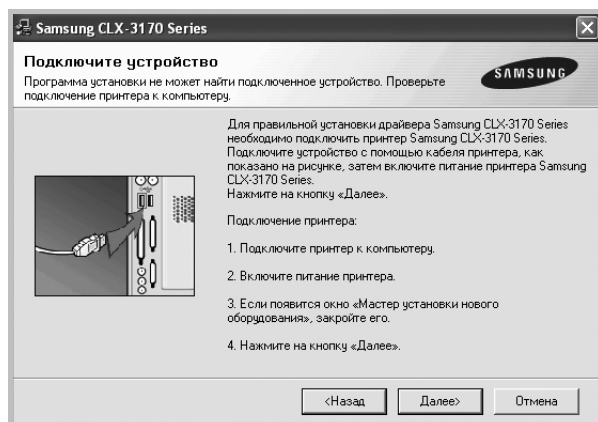 Samsung CLX-3170 Series
Подключите устройство
Программа установки не может найти подключенное устройство. Проверьте
подключение принтера к компьютеру.
SAMSUNG
Для правильной установки драйвера Samsung CLX-3170 Series
необходимо подключить принтер Samsung CLX-3170 Series.
Подключите устройство с помощью кабеля принтера, как
показано на рисунке, затем включите питание принтера Samsung
CLX-3170 Series.
Нажмите на кнопку «Далее».
Подключение принтера:
1. Подключите принтер к компьютеру.
2. Включите питание принтера.
3. Если появится окно «Мастер установки нового
оборудования», закройте его.
4. Нажмите на кнопку «Далее».
<Назад
Далее>
Отмена